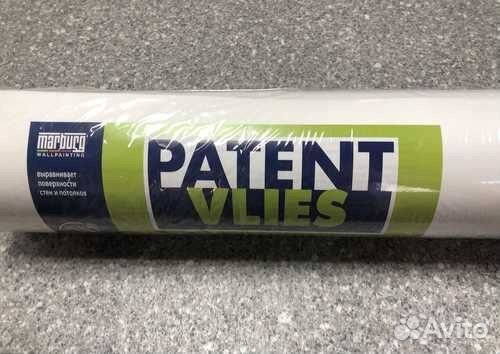 marburg
WALLPAINTING
выравнивает
поверхности
стен и потолков
PATENT
VLIES
Avito